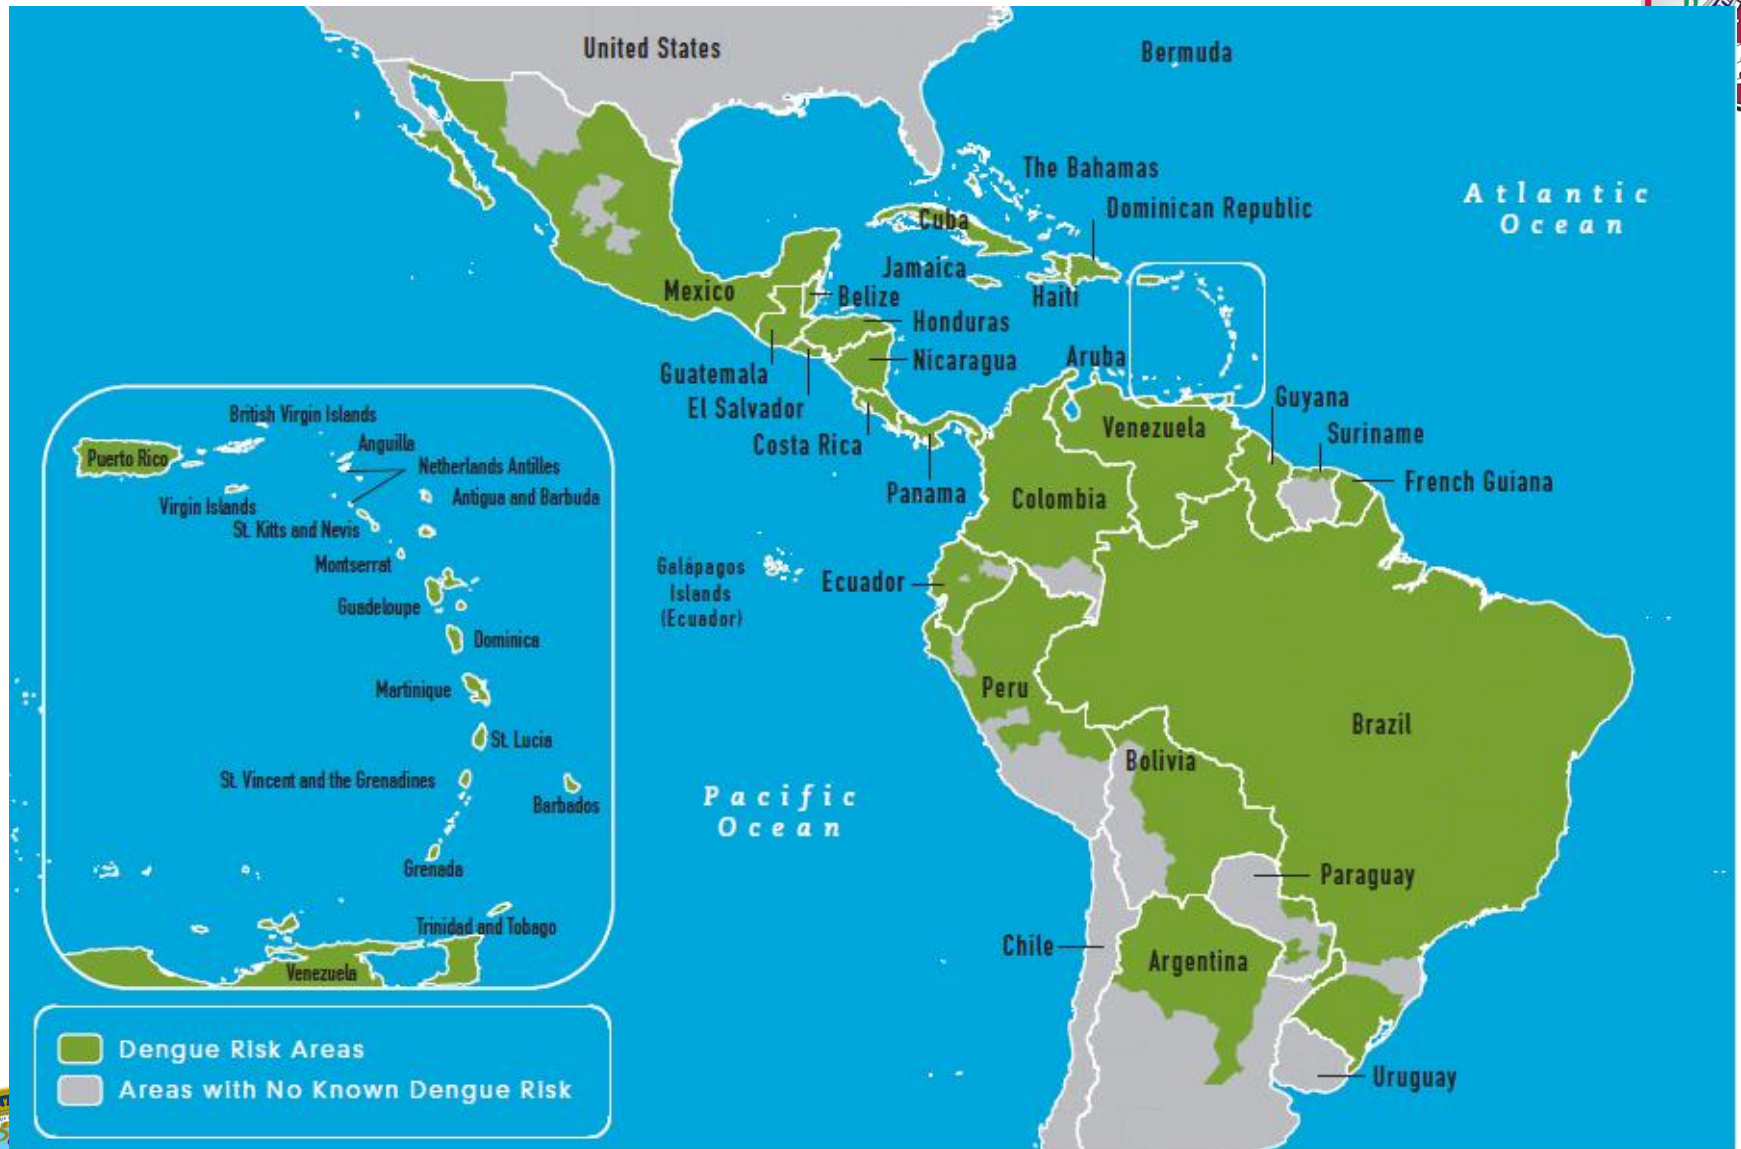 United States
Bermuda
The Bahamas
Atlantic
Ocean
Dominican Republic
Cuba
Jamaica
Haiti
Mexico
Belize
Honduras
Nicaragua
Guatemala
El Salvador
Costa Rica
Panama
Aruba
Guyana
Suriname
French Guiana
Venezuela
Colombia
Galápagos
Islands
(Ecuador)
Ecuador
Peru
Brazil
Bolivia
Pacific
Ocean
Paraguay
Chile
Argentina
Uruguay
British Virgin Islands
Anguilla
Puerto Rico
Netherlands Antilles
Antigua and Barbuda
Virgin Islands
St. Kitts and Nevis
Montserrat
Guadeloupe
Dominica
Martinique
St. Lucia
St. Vincent and the Grenadines
Barbados
Grenada
Trinidad and Tobago
Venezuela
Dengue Risk Areas
Areas with No Known Dengue Risk